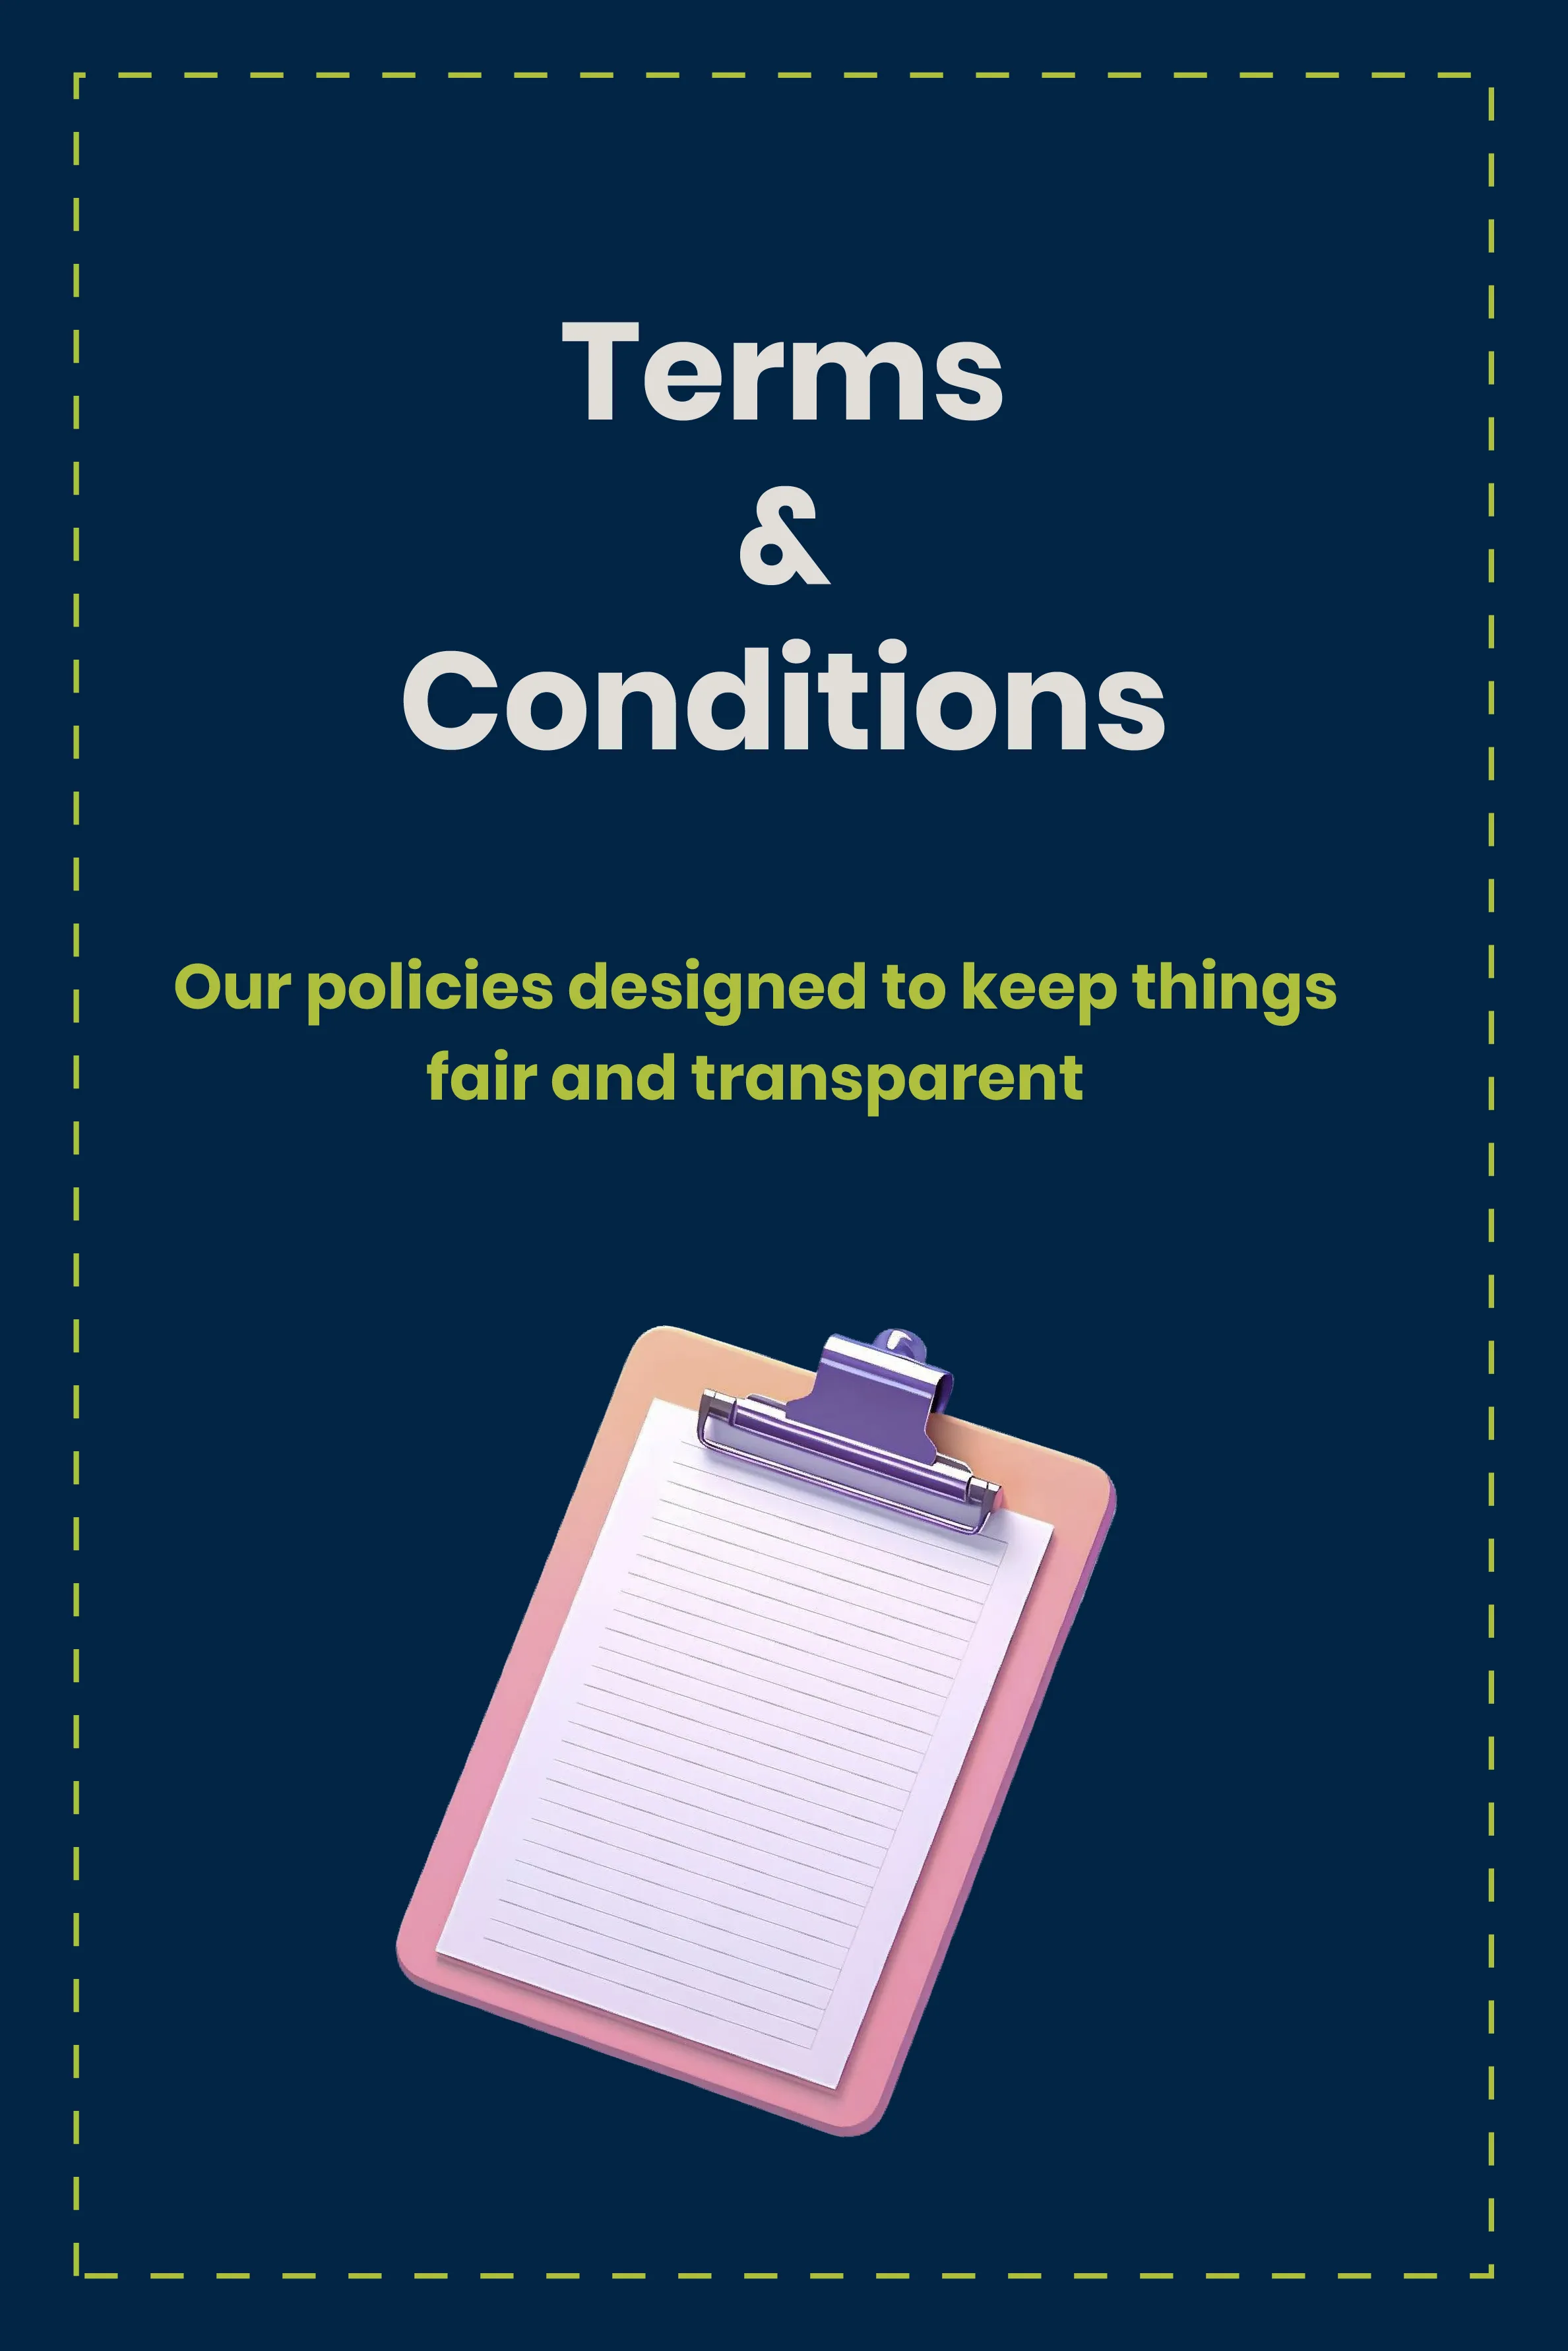 Terms
&
Conditions
Our policies designed to keep things
fair and transparent